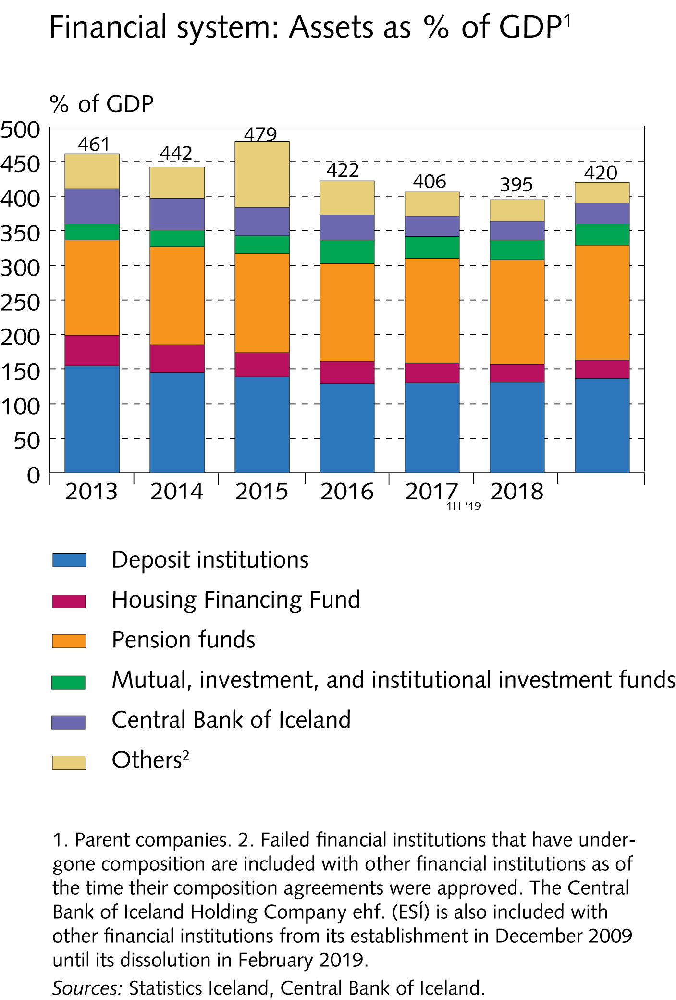 Financial system: Assets as % of GDP¹
% of GDP
500
450
400
350
300
250
200
150
100
50
0
461
442
479
422
406
395
420
2013
2014
2015
2016
2017
2018
1H ‘19
Deposit institutions
Housing Financing Fund
Pension funds
Mutual, investment, and institutional investment funds
Central Bank of Iceland
Others²
1. Parent companies. 2. Failed financial institutions that have under-
gone composition are included with other financial institutions as of
the time their composition agreements were approved. The Central
Bank of Iceland Holding Company ehf. (ESÍ) is also included with
other financial institutions from its establishment in December 2009
until its dissolution in February 2019.
Sources: Statistics Iceland, Central Bank of Iceland.